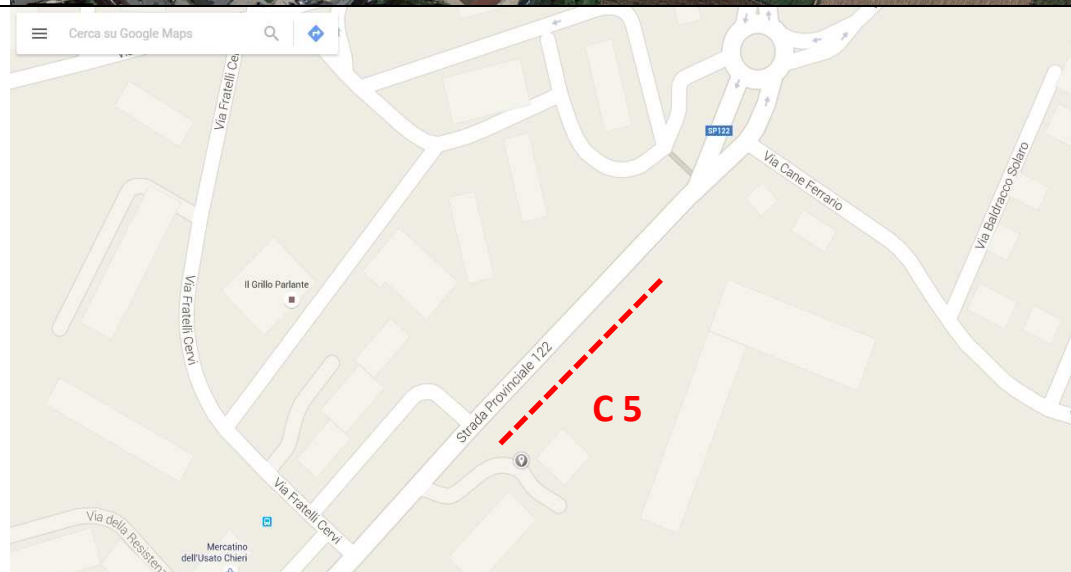 Cerca su Google Maps
Via Fratelli Cervi
SP122
Via Cane Ferrario
Via Baldracco Solaro
Il Grillo Parlante
Via Fratelli Cervi
Strada Provinciale 122
C 5
Via Fratelli Cervi
Via della Resisten
Mercatino
dell'Usato Chieri